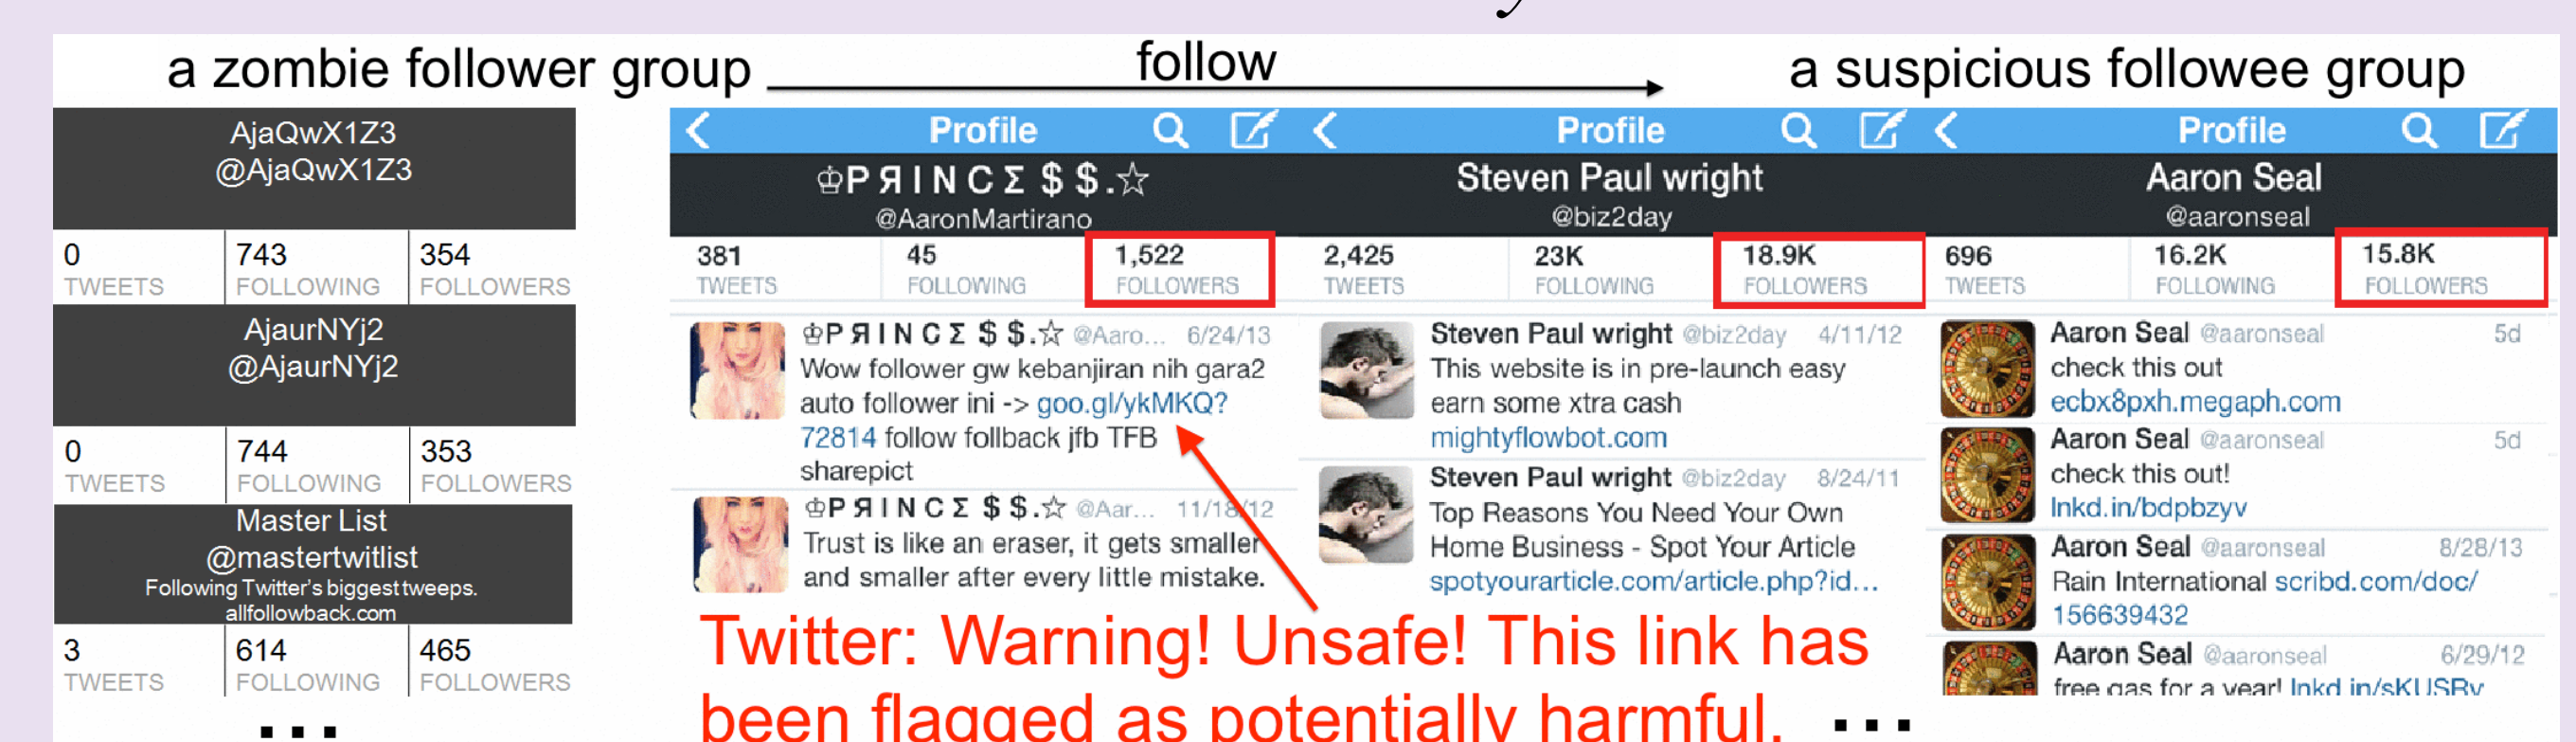 y
a zombie follower group
follow
a suspicious followee group
AjaQwX1Z3
@AjaQwX1Z3
0 743 354
TWEETS FOLLOWING FOLLOWERS
AjaurNYj2
@AjaurNYj2
0 744 353
TWEETS FOLLOWING FOLLOWERS
Master List
@mastertwitlist
Following Twitter's biggest tweeps.
allfollowback.com
3 614 465
TWEETS FOLLOWING FOLLOWERS
...
Profile
♔PЯINCΣ$$.☆
@AaronMartirano
381 45 1,522
TWEETS FOLLOWING FOLLOWERS
♔PЯINCΣ$$.☆ @Aaro... 6/24/13
Wow follower gw kebanjiran nih gara2
auto follower ini -> goo.gl/ykMKQ?
72814 follow follback jfb TFB
sharepict
♔PЯINCΣ$$.☆ @Aar... 11/18/12
Trust is like an eraser, it gets smaller
and smaller after every little mistake.
Profile
Steven Paul wright
@biz2day
2,425 23K 18.9K
TWEETS FOLLOWING FOLLOWERS
Steven Paul wright @biz2day 4/11/12
This website is in pre-launch easy
earn some xtra cash
mightyflowbot.com
Steven Paul wright @biz2day 8/24/11
Top Reasons You Need Your Own
Home Business - Spot Your Article
spotyourarticle.com/article.php?id...
Profile
Aaron Seal
@aaronseal
696 16.2K 15.8K
TWEETS FOLLOWING FOLLOWERS
Aaron Seal @aaronseal 5d
check this out
ecbx8pxh.megaph.com
Aaron Seal @aaronseal 5d
check this out!
lnkd.in/bdpbzyv
Aaron Seal @aaronseal 8/28/13
Rain International scribd.com/doc/
156639432
Aaron Seal @aaronseal 6/29/12
free gas for a year! lnkd.in/sKUSRv
Twitter: Warning! Unsafe! This link has
been flagged as potentially harmful. ...